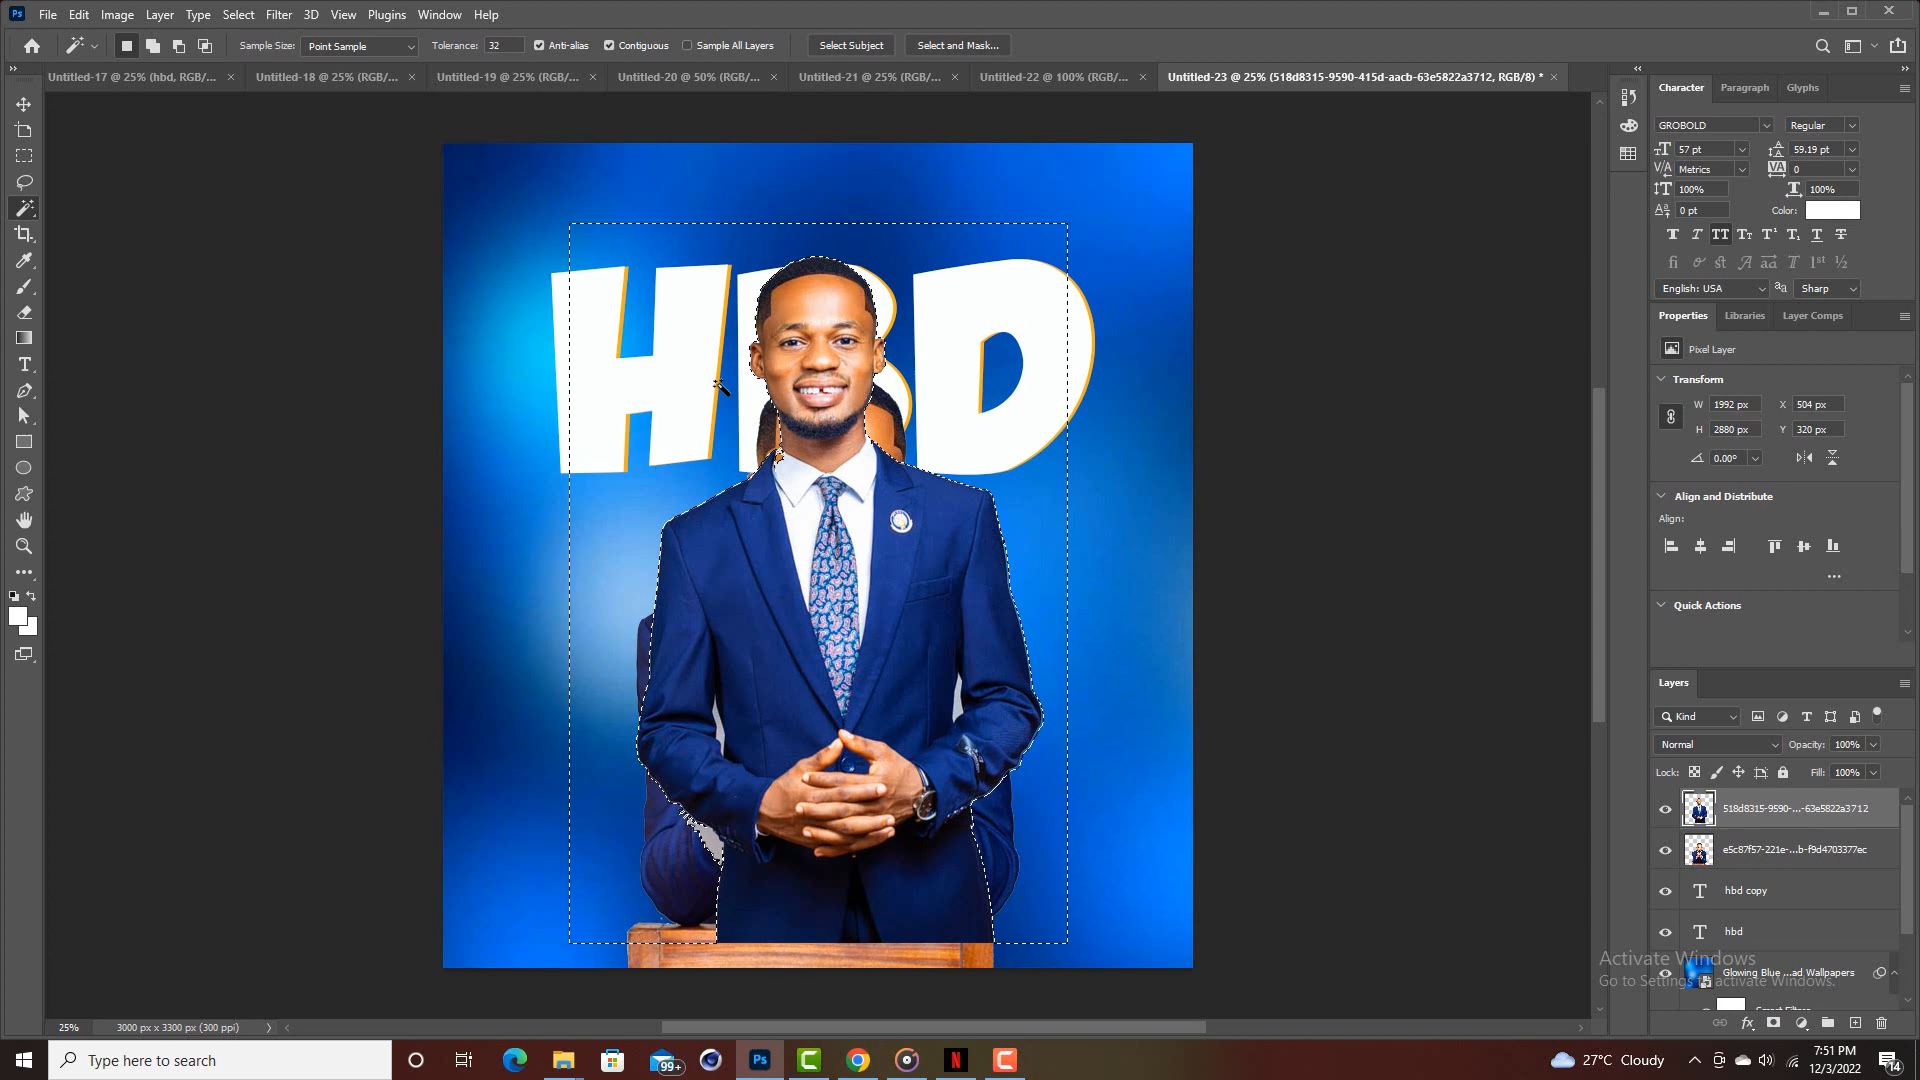 Ps File Edit Image Layer Type Select Filter 3D View Plugins Window Help
Sample Size: Point Sample Tolerance: 32 Anti-alias Contiguous Sample All Layers Select Subject Select and Mask...
Untitled-17 @ 25% (hbd, RGB/... Untitled-18 @ 25% (RGB/... Untitled-19 @ 25% (RGB/... Untitled-20 @ 50% (RGB/... Untitled-21 @ 25% (RGB/... Untitled-22 @ 100% (RGB/... Untitled-23 @ 25% (518d8315-9590-415d-aacb-63e5822a3712, RGB/8) *
HBD
Character Paragraph Glyphs
GROBOLD Regular
57 pt 59.19 pt
Metrics 0
100% 100%
0 pt Color:
English: USA aa Sharp
Properties Libraries Layer Comps
Pixel Layer
Transform
W 1992 px X 504 px
H 2880 px Y 320 px
0.00°
Align and Distribute
Align:
Quick Actions
Layers
Kind
Normal Opacity: 100%
Lock: Fill: 100%
518d8315-9590-...-63e5822a3712
e5c87f57-221e-...b-f9d4703377ec
hbd copy
hbd
Glowing Blue ...ad Wallpapers
Smart Filters
Activate Windows
Go to Settings to activate Windows.
25% 3000 px x 3300 px (300 ppi)
Type here to search
99+
Ps
27°C Cloudy
7:51 PM
12/3/2022
14